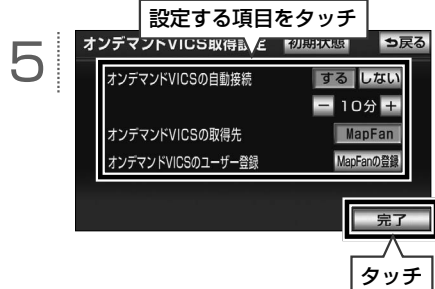 5
設定する項目をタッチ
オンデマンドVICS取得設定 初期状態 戻る
オンデマンドVICSの自動接続 する しない
− 10分 +
オンデマンドVICSの取得先 MapFan
オンデマンドVICSのユーザー登録 MapFanの登録
完了
タッチ